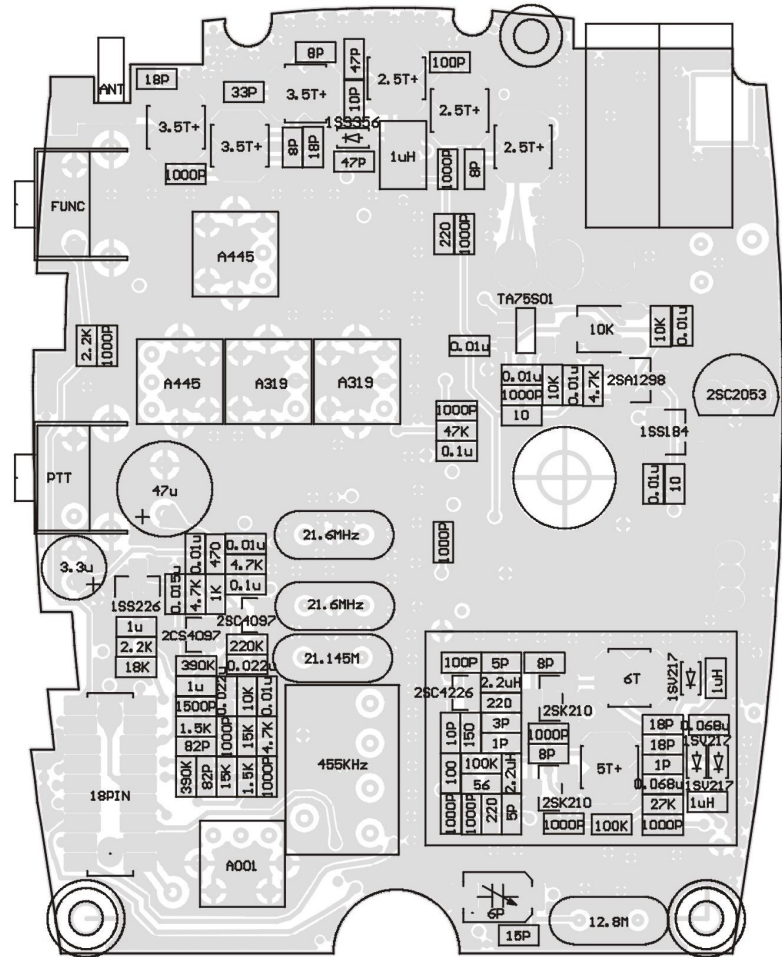 8P
47P
100P
ANT
18P
33P
3.5T+
10P
2.5T+
2.5T+
3.5T+
3.5T+
1SS356
8P
18P
47P
1uH
2.5T+
1000P
1000P
8P
FUNC
A445
220
1000P
TA75S01
2.2K
1000P
0.01u
10K
10K
0.01u
A445
A319
A319
0.01u
1000P
10
10K
0.01u
4.7K
2SA1298
2SC2053
1000P
47K
0.1u
1SS184
PTT
47u
0.01u
10
21.6MHz
1000P
3.3u
0.01u
470
0.01u
4.7K
0.015u
4.7K
1K
0.1u
1SS226
21.6MHz
2SC4097
1u
2.2K
18K
2CS4097
220K
21.145M
390K
0.022u
1u
0.022u
10K
0.01u
1500P
1.5K
82P
1000P
15K
4.7K
390K
82P
15K
1.5K
1000P
455KHz
18PIN
A001
100P
5P
8P
2SC4226
2.2uH
220
2SK210
6T
1SV217
1uH
10P
150
3P
1P
1000P
8P
18P
0.068u
18P
1SV217
100
100K
56
2.2uH
5T+
1P
0.068u
1SV217
1000P
1000P
220
5P
2SK210
27K
1uH
1000P
100K
1000P
6P
15P
12.8M